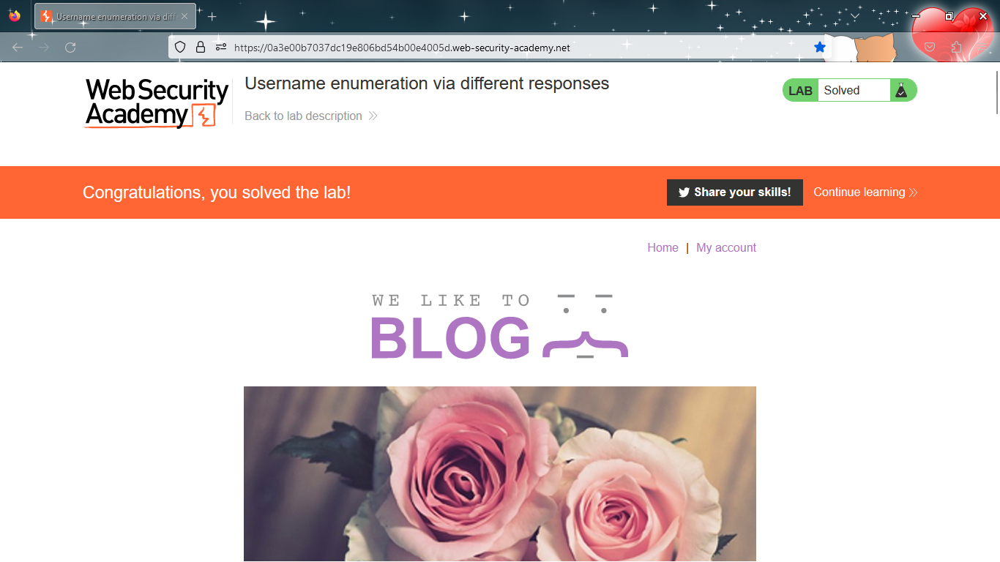 Username enumeration via diff
https://0a3e00b7037dc19e806bd54b00e4005d.web-security-academy.net
Web Security
Academy
Username enumeration via different responses
Back to lab description
LAB Solved
Congratulations, you solved the lab!
Share your skills!
Continue learning
Home | My account
WE LIKE TO
BLOG